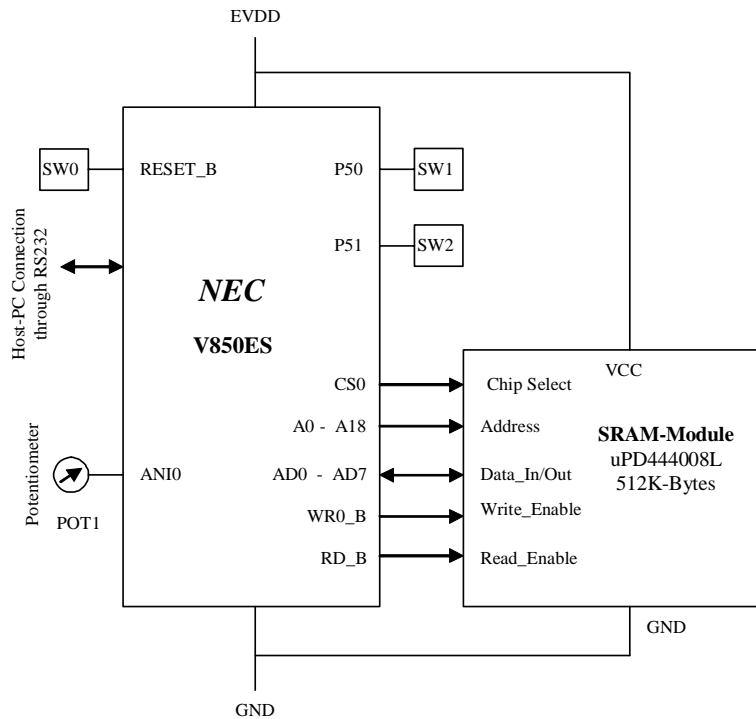 EVDD
SW0
RESET_B
P50
SW1
P51
SW2
Host-PC Connection
through RS232
NEC
V850ES
VCC
CS0
Chip Select
A0 - A18
Address
SRAM-Module
uPD444008L
512K-Bytes
Potentiometer
POT1
ANI0
AD0 - AD7
Data_In/Out
WR0_B
Write_Enable
RD_B
Read_Enable
GND
GND